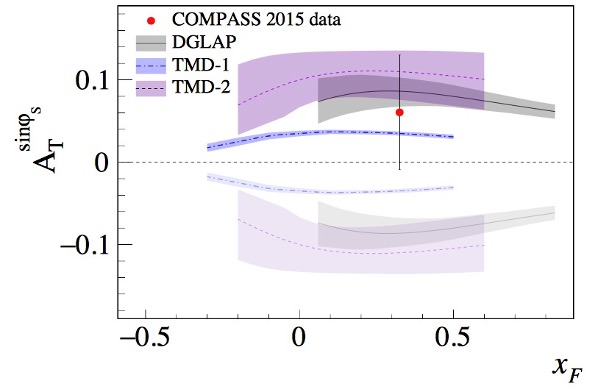 COMPASS 2015 data
DGLAP
TMD-1
TMD-2
A_T^{sinφ_s}
0.1
0
−0.1
−0.5
0
0.5
x_F